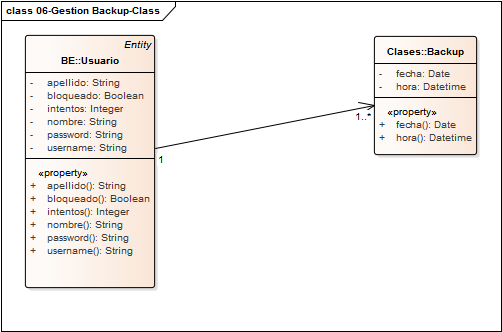 class 06-Gestion Backup-Class
Entity
BE::Usuario
- apellido: String
- bloqueado: Boolean
- intentos: Integer
- nombre: String
- password: String
- username: String
«property»
+ apellido(): String
+ bloqueado(): Boolean
+ intentos(): Integer
+ nombre(): String
+ password(): String
+ username(): String
1
1..*
Clases::Backup
- fecha: Date
- hora: Datetime
«property»
+ fecha(): Date
+ hora(): Datetime